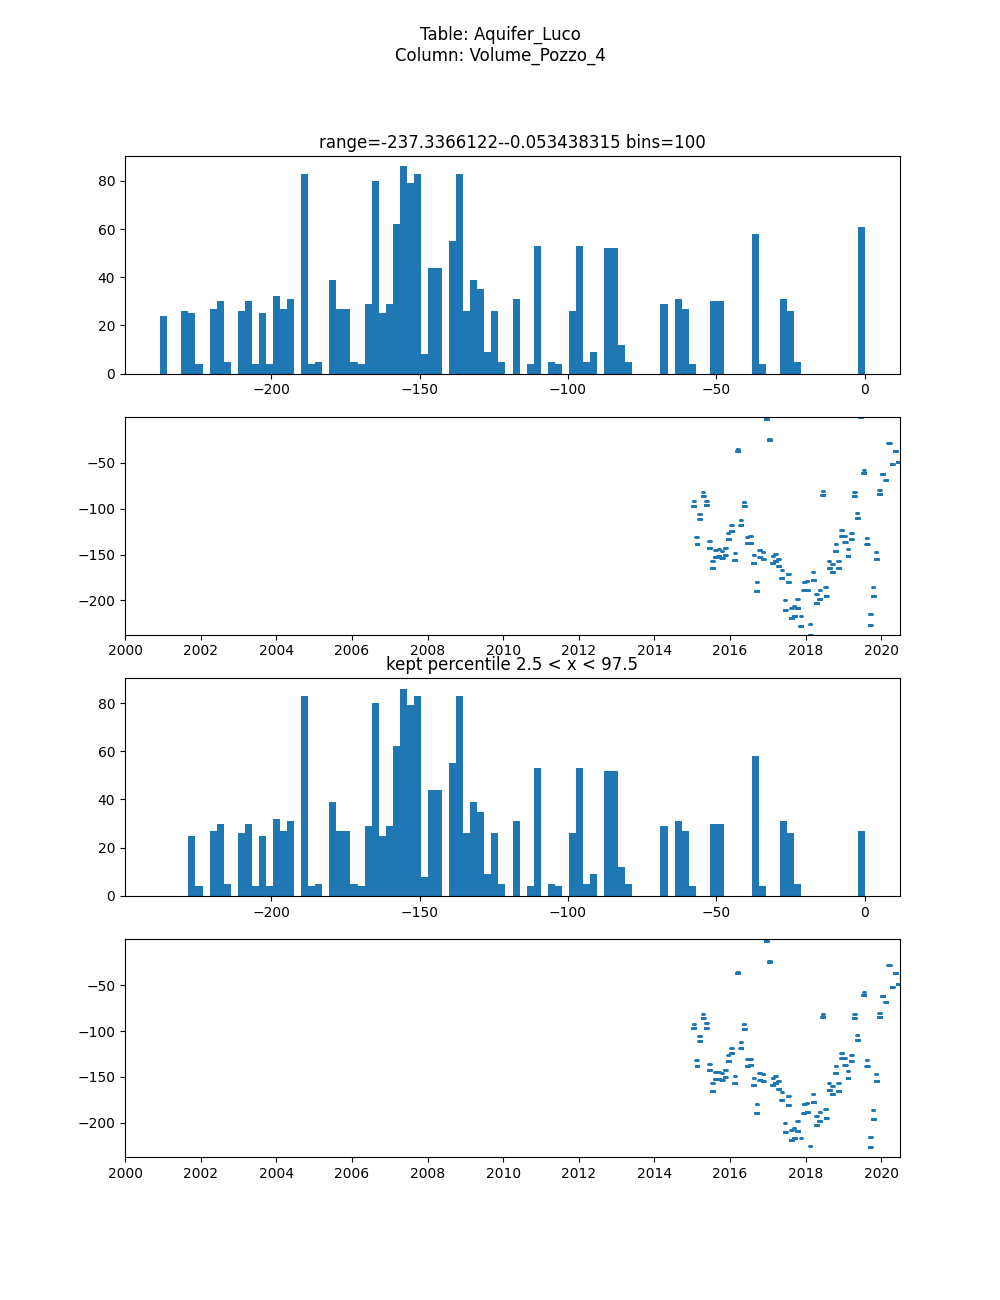 Table: Aquifer_Luco
Column: Volume_Pozzo_4
range=-237.3366122--0.053438315 bins=100
80
60
40
20
0
−200 −150 −100 −50 0
−50
−100
−150
−200
2000 2002 2004 2006 2008 2010 2012 2014 2016 2018 2020
kept percentile 2.5 < x < 97.5
80
60
40
20
0
−200 −150 −100 −50 0
−50
−100
−150
−200
2000 2002 2004 2006 2008 2010 2012 2014 2016 2018 2020